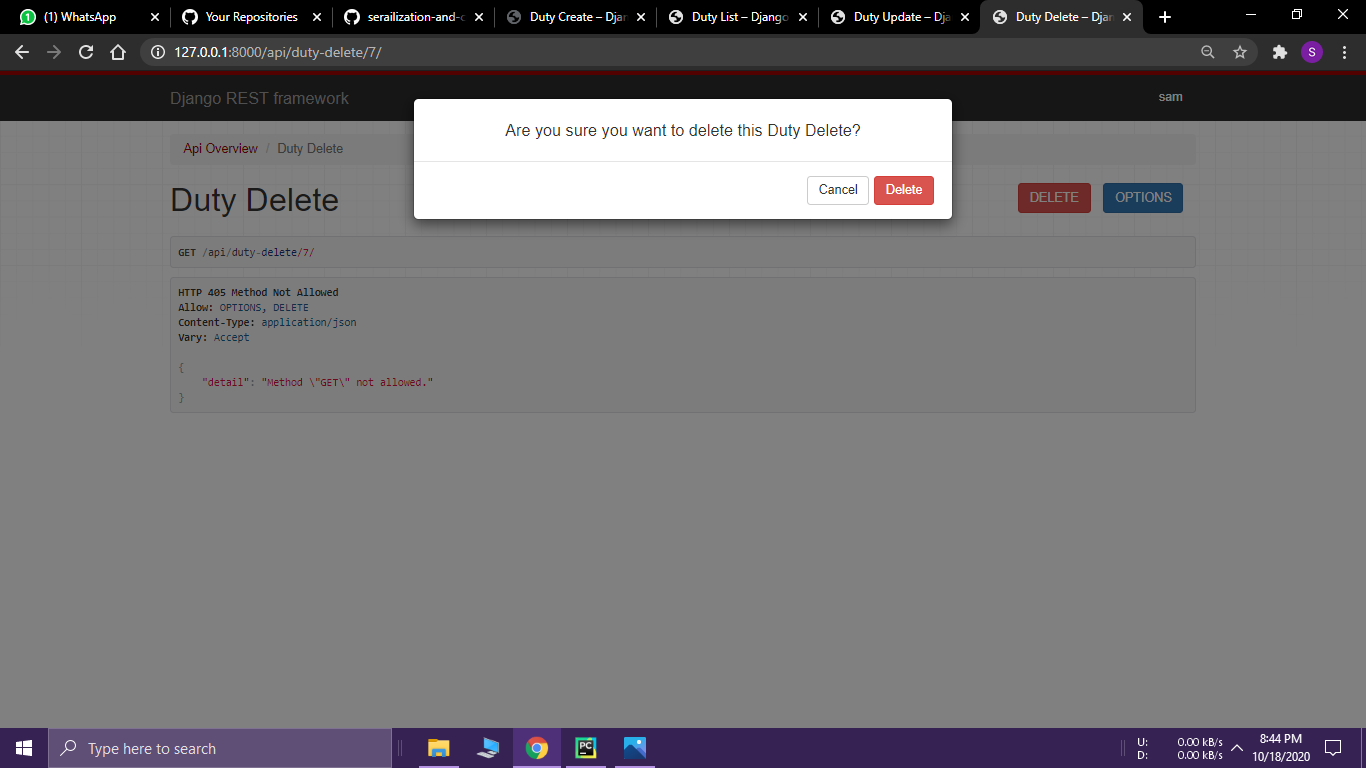 (1) WhatsApp
Your Repositories
serailization-and-c
Duty Create – Djan
Duty List – Django
Duty Update – Dja
Duty Delete – Djan
127.0.0.1:8000/api/duty-delete/7/
S
Django REST framework
sam
Are you sure you want to delete this Duty Delete?
Cancel
Delete
Api Overview / Duty Delete
Duty Delete
DELETE
OPTIONS
GET /api/duty-delete/7/
HTTP 405 Method Not Allowed
Allow: OPTIONS, DELETE
Content-Type: application/json
Vary: Accept
{
"detail": "Method \"GET\" not allowed."
}
Type here to search
PC
U: 0.00 kB/s
D: 0.00 kB/s
8:44 PM
10/18/2020